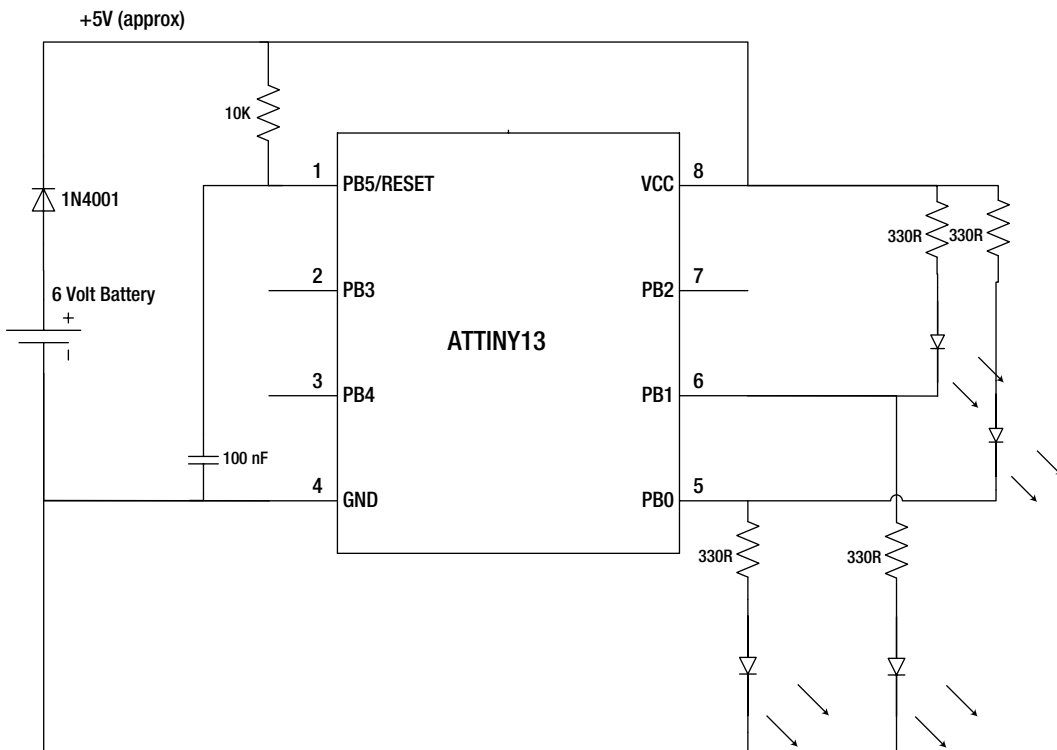 +5V (approx)
10K
1N4001
6 Volt Battery
+
−
100 nF
1
PB5/RESET
2
PB3
3
PB4
4
GND
ATTINY13
VCC
8
PB2
7
PB1
6
PB0
5
330R
330R
330R
330R